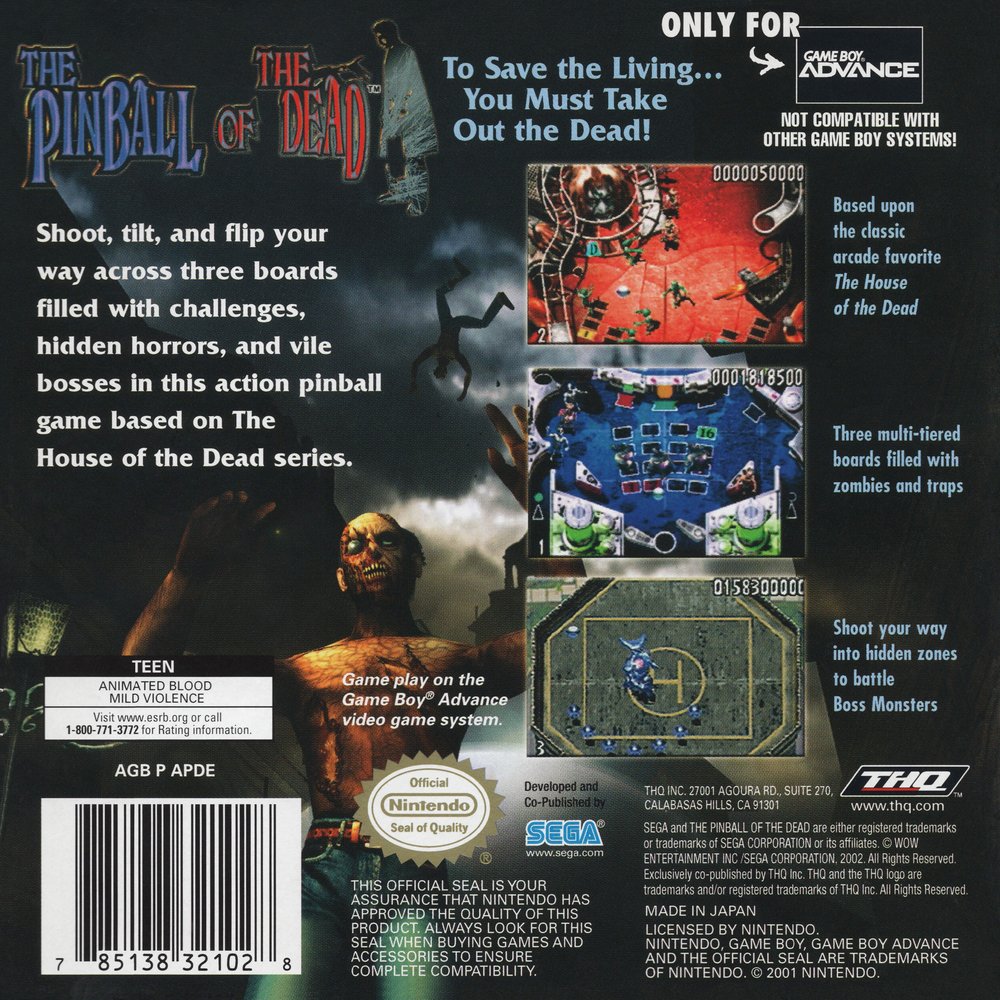 THE PINBALL OF THE DEAD™
To Save the Living...
You Must Take
Out the Dead!
ONLY FOR
GAME BOY
ADVANCE
NOT COMPATIBLE WITH
OTHER GAME BOY SYSTEMS!
Shoot, tilt, and flip your
way across three boards
filled with challenges,
hidden horrors, and vile
bosses in this action pinball
game based on The
House of the Dead series.
0000050000
D
2
Based upon
the classic
arcade favorite
The House
of the Dead
0001818500
16
1
Three multi-tiered
boards filled with
zombies and traps
0158300000
H
3
Shoot your way
into hidden zones
to battle
Boss Monsters
TEEN
ANIMATED BLOOD
MILD VIOLENCE
Visit www.esrb.org or call
1-800-771-3772 for Rating information.
Game play on the
Game Boy® Advance
video game system.
AGB P APDE
7 85138 32102 8
Official
Nintendo
Seal of Quality
®
THIS OFFICIAL SEAL IS YOUR
ASSURANCE THAT NINTENDO HAS
APPROVED THE QUALITY OF THIS
PRODUCT. ALWAYS LOOK FOR THIS
SEAL WHEN BUYING GAMES AND
ACCESSORIES TO ENSURE
COMPLETE COMPATIBILITY.
Developed and
Co-Published by
SEGA®
www.sega.com
THQ INC. 27001 AGOURA RD., SUITE 270,
CALABASAS HILLS, CA 91301
THQ™
www.thq.com
SEGA and THE PINBALL OF THE DEAD are either registered trademarks
or trademarks of SEGA CORPORATION or its affiliates. © WOW
ENTERTAINMENT INC /SEGA CORPORATION, 2002. All Rights Reserved.
Exclusively co-published by THQ Inc. THQ and the THQ logo are
trademarks and/or registered trademarks of THQ Inc. All Rights Reserved.
MADE IN JAPAN
LICENSED BY NINTENDO.
NINTENDO, GAME BOY, GAME BOY ADVANCE
AND THE OFFICIAL SEAL ARE TRADEMARKS
OF NINTENDO. © 2001 NINTENDO.